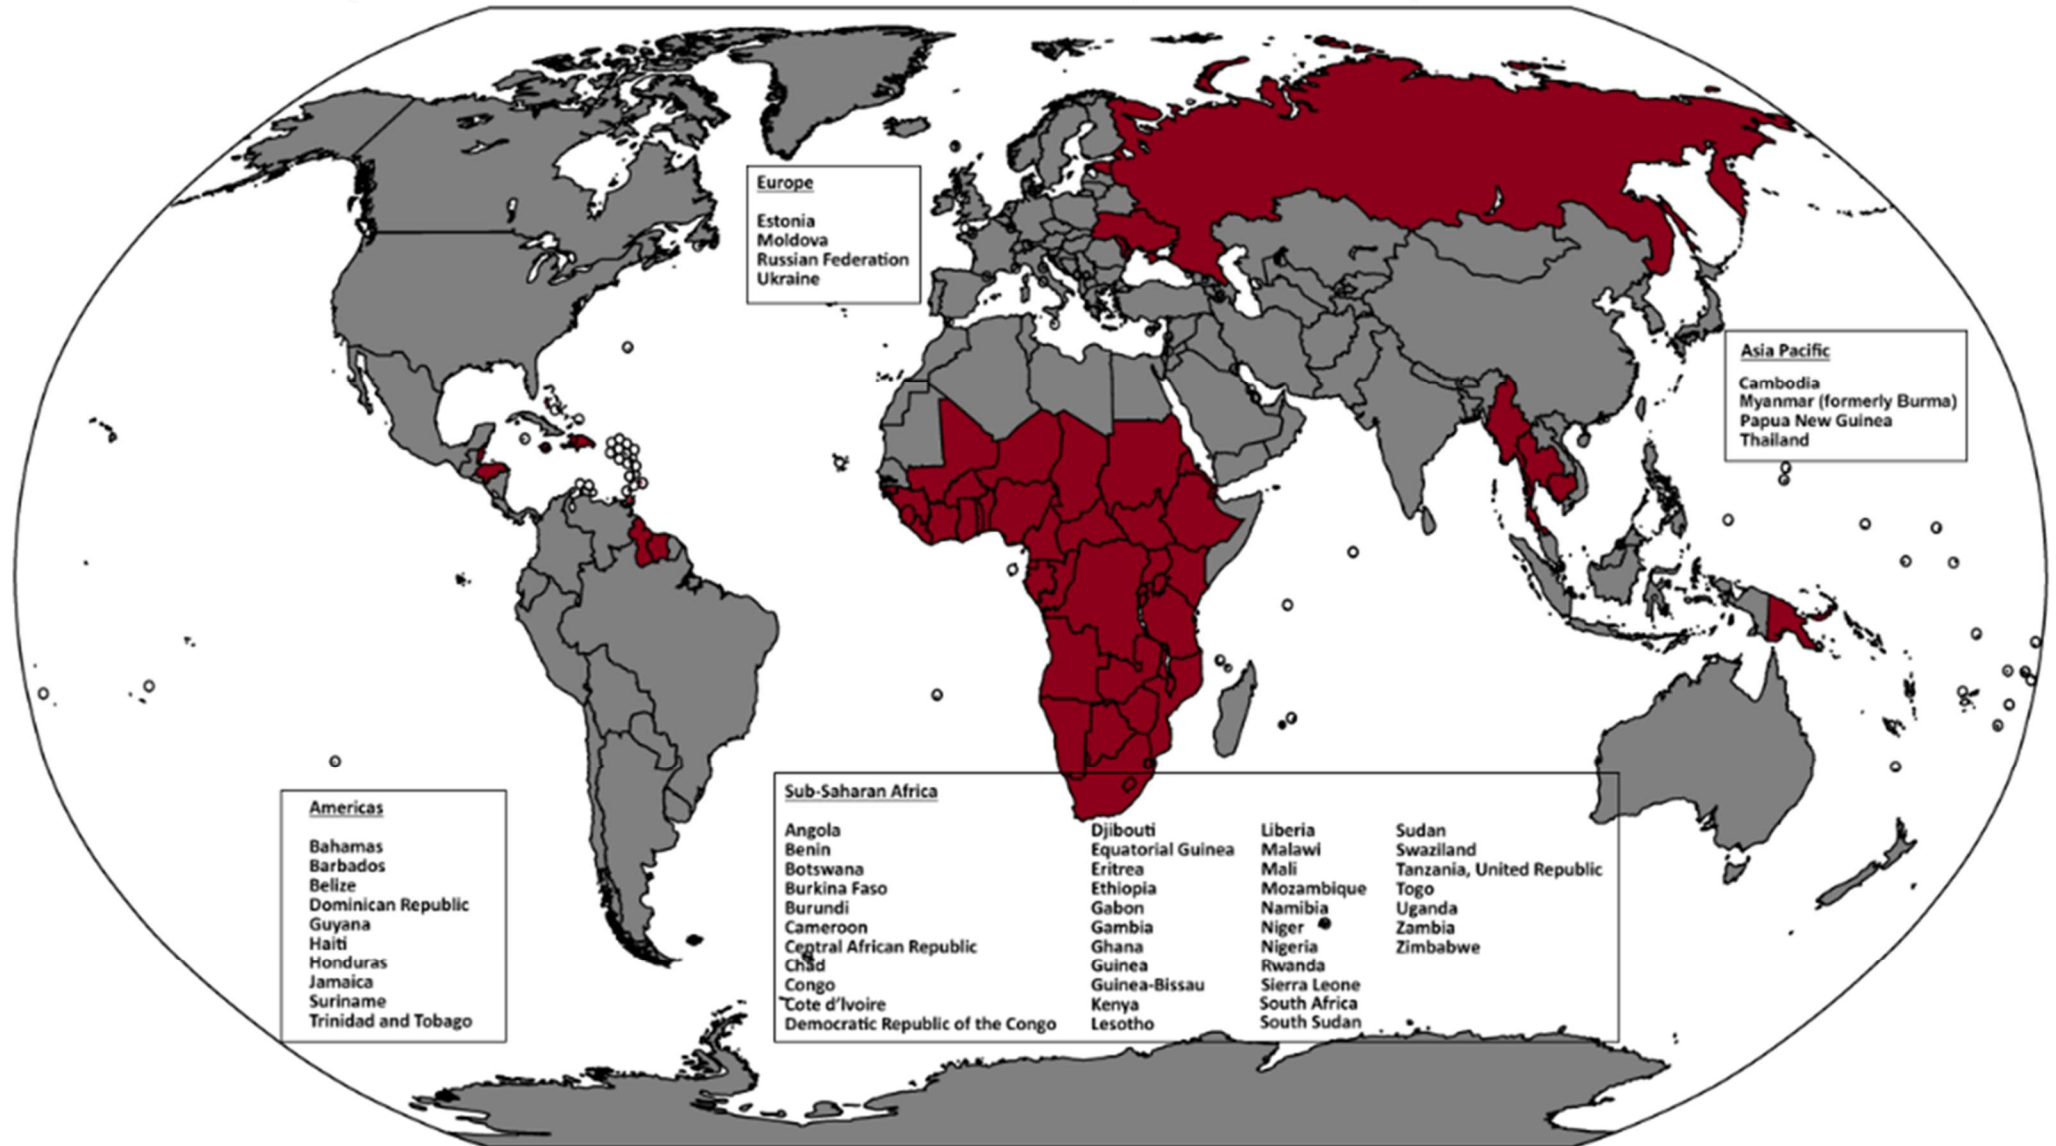 Europe
Estonia
Moldova
Russian Federation
Ukraine
Asia Pacific
Cambodia
Myanmar (formerly Burma)
Papua New Guinea
Thailand
Americas
Bahamas
Barbados
Belize
Dominican Republic
Guyana
Haiti
Honduras
Jamaica
Suriname
Trinidad and Tobago
Sub-Saharan Africa
Angola
Benin
Botswana
Burkina Faso
Burundi
Cameroon
Central African Republic
Chad
Congo
Cote d'Ivoire
Democratic Republic of the Congo
Djibouti
Equatorial Guinea
Eritrea
Ethiopia
Gabon
Gambia
Ghana
Guinea
Guinea-Bissau
Kenya
Lesotho
Liberia
Malawi
Mali
Mozambique
Namibia
Niger
Nigeria
Rwanda
Sierra Leone
South Africa
South Sudan
Sudan
Swaziland
Tanzania, United Republic
Togo
Uganda
Zambia
Zimbabwe